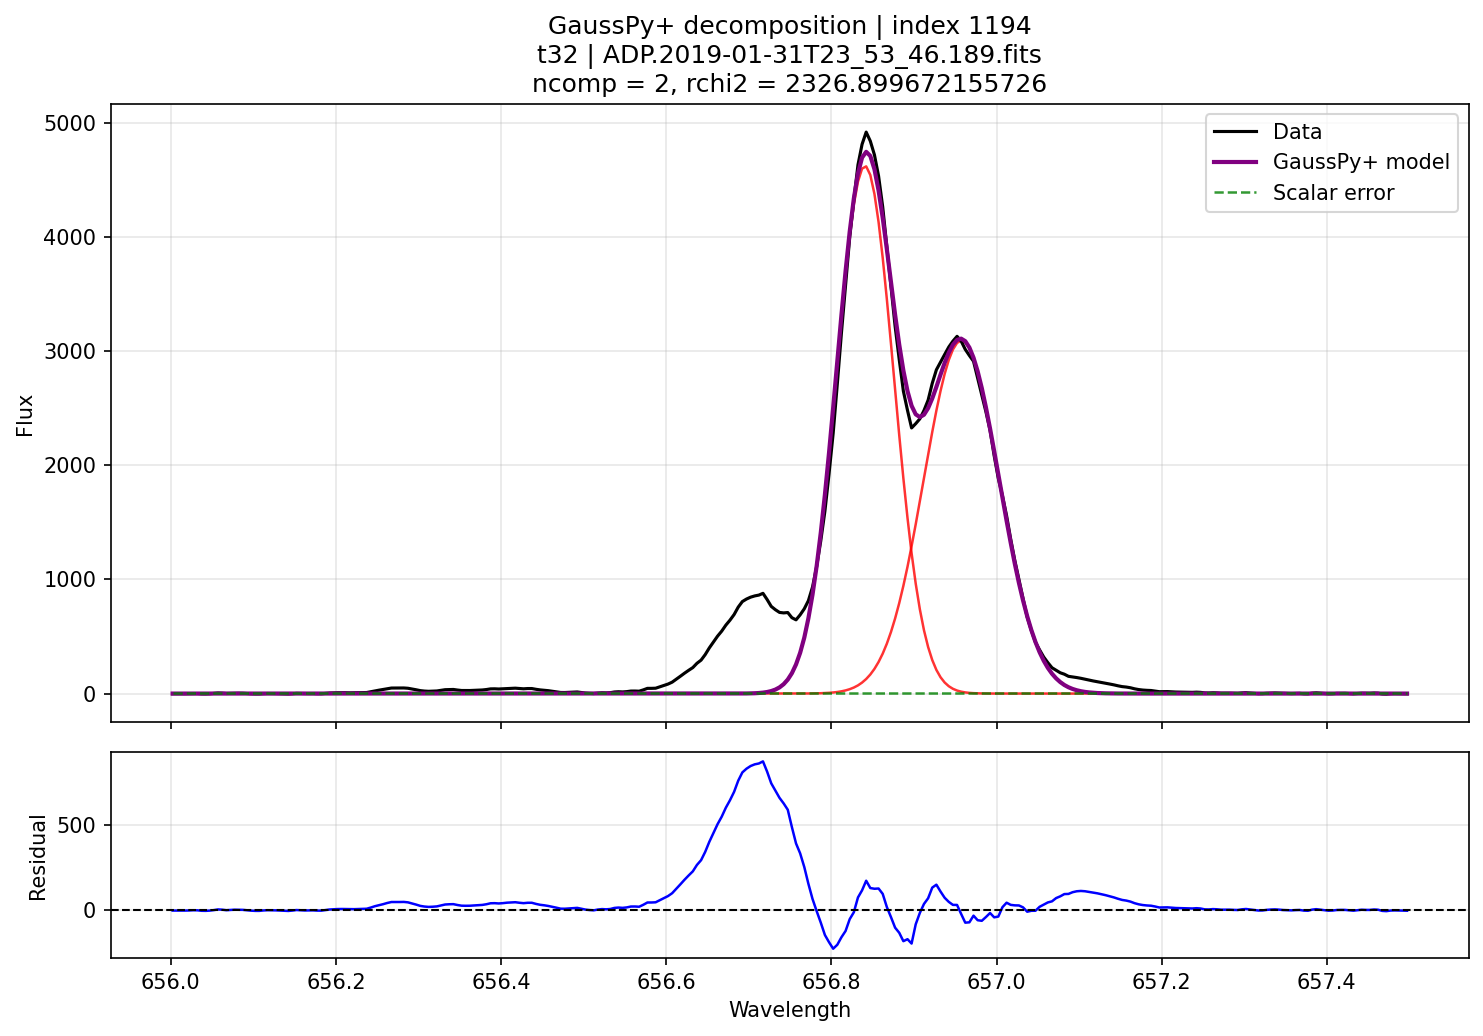 GaussPy+ decomposition | index 1194
t32 | ADP.2019-01-31T23_53_46.189.fits
ncomp = 2, rchi2 = 2326.899672155726
Data
GaussPy+ model
Scalar error
5000
4000
3000
2000
1000
0
Flux
500
0
Residual
656.0
656.2
656.4
656.6
656.8
657.0
657.2
657.4
Wavelength